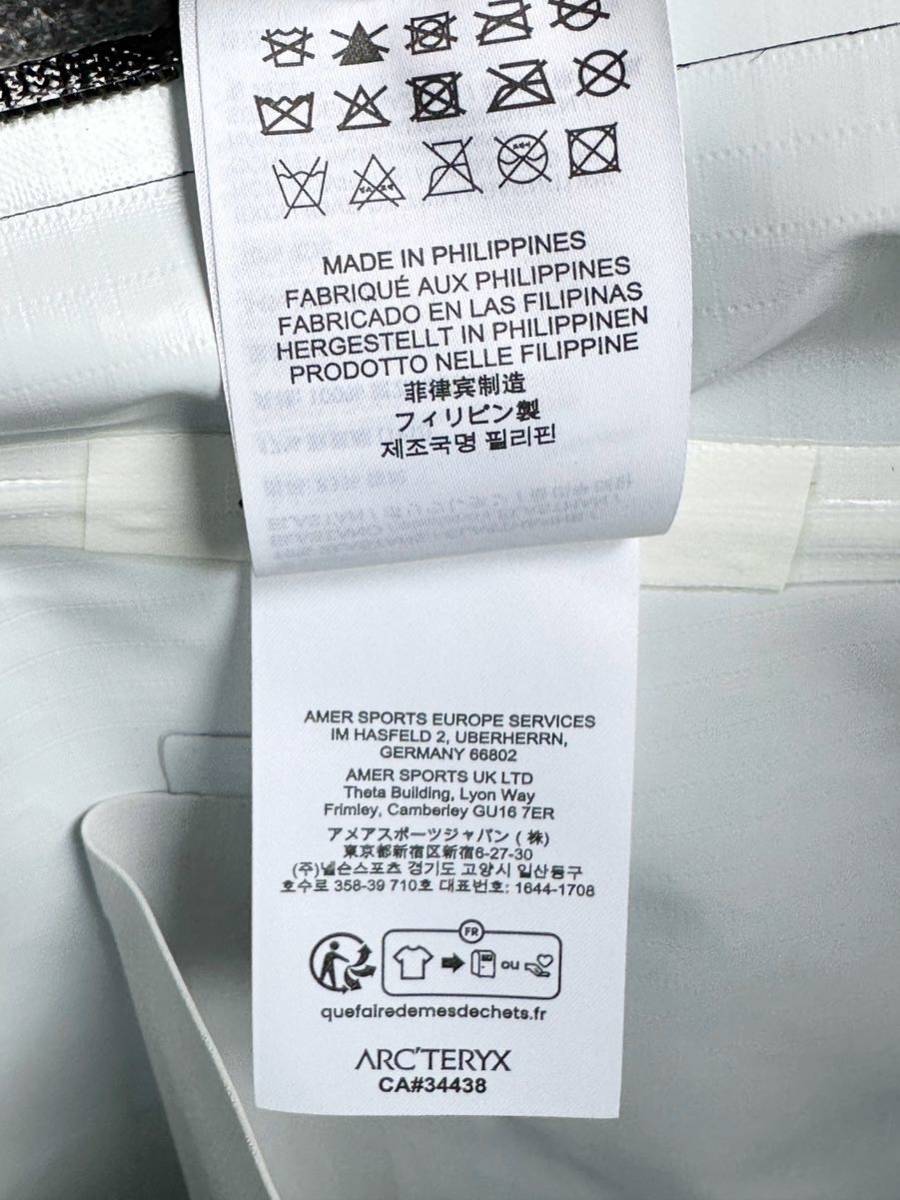 MADE IN PHILIPPINES
FABRIQUÉ AUX PHILIPPINES
FABRICADO EN LAS FILIPINAS
HERGESTELLT IN PHILIPPINEN
PRODOTTO NELLE FILIPPINE
菲律宾制造
フィリピン製
제조국명 필리핀
AMER SPORTS EUROPE SERVICES
IM HASFELD 2, UBERHERRN,
GERMANY 66802
AMER SPORTS UK LTD
Theta Building, Lyon Way
Frimley, Camberley GU16 7ER
アメアスポーツジャパン (株)
東京都新宿区新宿6-27-30
(주)넬슨스포츠 경기도 고양시 일산동구
호수로 358-39 710호 대표번호: 1644-1708
FR
ou
quefairedemesdechets.fr
ARC'TERYX
CA#34438